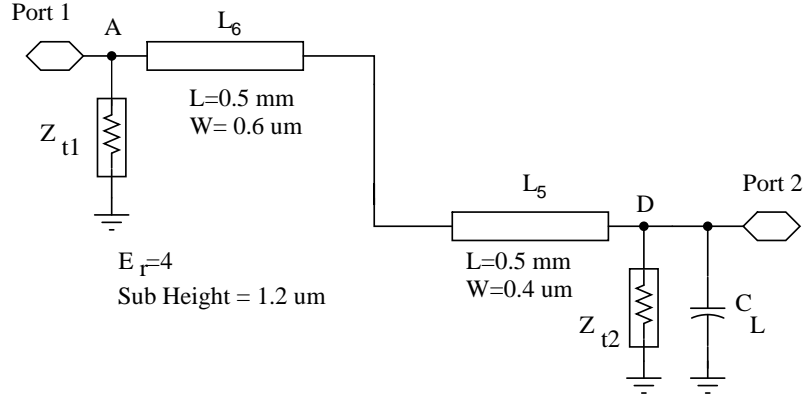 Port 1
A
L6
L=0.5 mm
W= 0.6 um
Z t1
L5
D
Port 2
E r=4
Sub Height = 1.2 um
L=0.5 mm
W=0.4 um
Z t2
C L